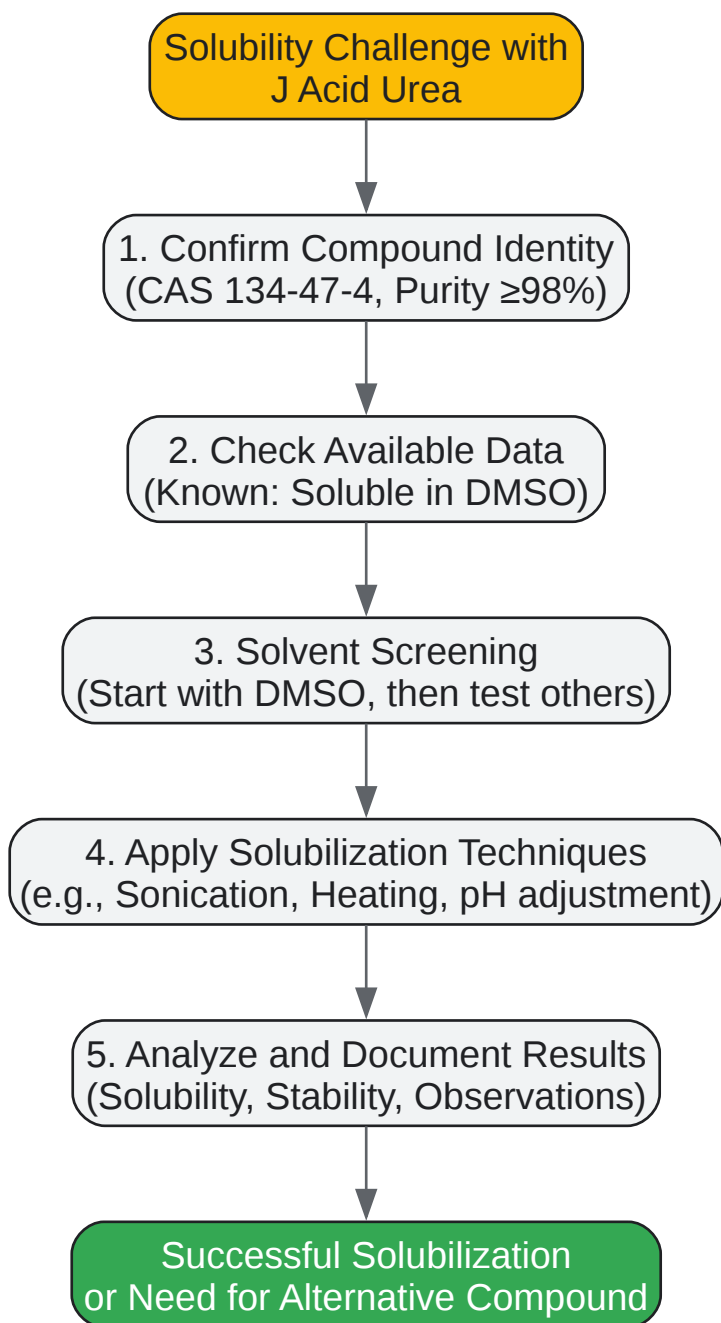 Solubility Challenge with
J Acid Urea
1. Confirm Compound Identity
(CAS 134-47-4, Purity ≥98%)
2. Check Available Data
(Known: Soluble in DMSO)
3. Solvent Screening
(Start with DMSO, then test others)
4. Apply Solubilization Techniques
(e.g., Sonication, Heating, pH adjustment)
5. Analyze and Document Results
(Solubility, Stability, Observations)
Successful Solubilization
or Need for Alternative Compound